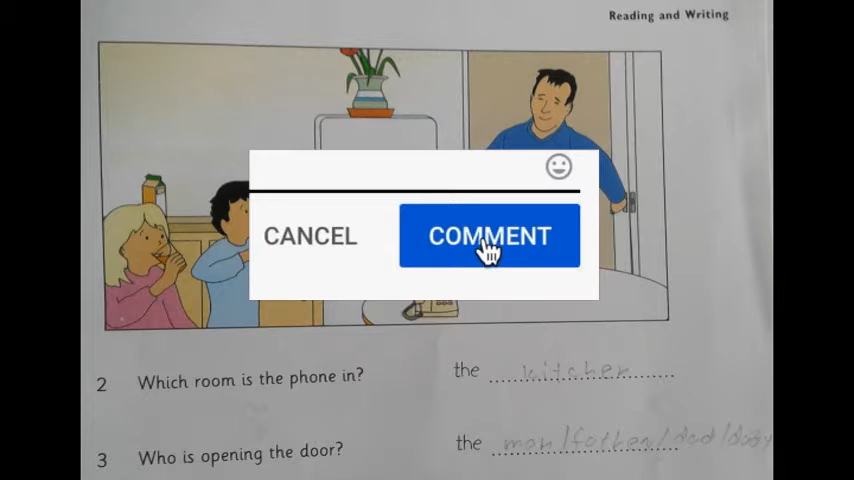 Reading and Writing
CANCEL COMMENT
2 Which room is the phone in? the kitchen
3 Who is opening the door? the man/father/dad/daddy